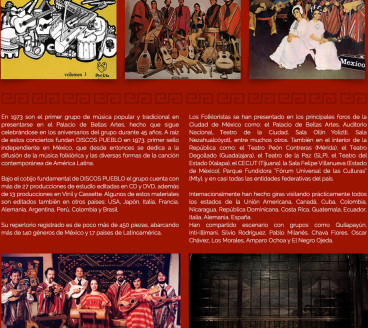 volumen 1
Mexico
En 1973 son el primer grupo de música popular y tradicional en
presentarse en el Palacio de Bellas Artes, hecho que sigue
celebrándose en los aniversarios del grupo durante 45 años. A raíz
de estos conciertos fundan DISCOS PUEBLO en 1973, primer sello
independiente en México, que desde entonces se dedica a la
difusión de la música folklórica y las diversas formas de la canción
contemporánea de América Latina.
Bajo el cobijo fundamental de DISCOS PUEBLO el grupo cuenta con
más de 27 producciones de estudio editadas en CD y DVD, además
de 13 producciones en Vinil y Cassette. Algunos de estos materiales
son editados también en otros países: USA, Japón, Italia, Francia,
Alemania, Argentina, Perú, Colombia y Brasil.
Su repertorio registrado es de poco más de 450 piezas, abarcando
más de 140 géneros de México y 17 países de Latinoamérica.
Los Folkloristas se han presentado en los principales foros de la
Ciudad de México como: el Palacio de Bellas Artes, Auditorio
Nacional, Teatro de la Ciudad, Sala Ollin Yoliztli, Sala
Nezahualcóyotl, entre muchos otros. También en el interior de la
República como: el Teatro Peón Contreras (Mérida), el Teatro
Degollado (Guadalajara), el Teatro de la Paz (SLP), el Teatro del
Estado (Xalapa), el CECUT (Tijuana), la Sala Felipe Villanueva (Estado
de México), Parque Fundidora "Fórum Universal de las Culturas"
(Mty), y en casi todas las entidades federativas del país.
Internacionalmente han hecho giras visitando prácticamente todos
los estados de la Unión Americana, Canadá, Cuba, Colombia,
Nicaragua, República Dominicana, Costa Rica, Guatemala, Ecuador,
Italia, Alemania, España.
Han compartido escenario con grupos como: Quilapayún,
Inti-Illimani, Silvio Rodríguez, Pablo Milanés, Chava Flores, Oscar
Chávez, Los Morales, Amparo Ochoa y El Negro Ojeda.